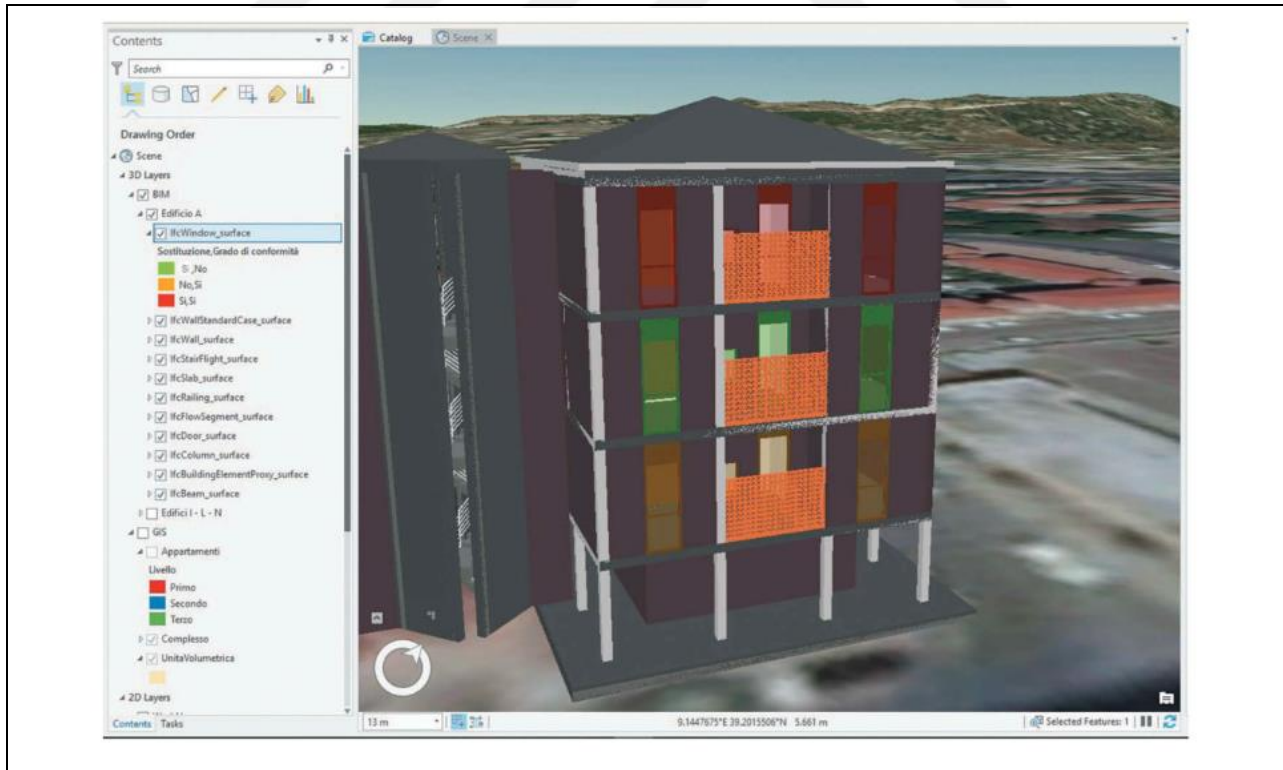 Contents
Catalog
Scene
Search
Drawing Order
Scene
3D Layers
BIM
Edificio A
IfcWindow_surface
Sostituzione,Grado di conformità
Si ,No
No,Si
Si,Si
IfcWallStandardCase_surface
IfcWall_surface
IfcStairFlight_surface
IfcSlab_surface
IfcRailing_surface
IfcFlowSegment_surface
IfcDoor_surface
IfcColumn_surface
IfcBuildingElementProxy_surface
IfcBeam_surface
Edifici I - L - N
GIS
Appartamenti
Livello
Primo
Secondo
Terzo
Complesso
UnitaVolumetrica
2D Layers
Contents Tasks
13 m
9.1447675°E 39.2015506°N 5.661 m
Selected Features: 1